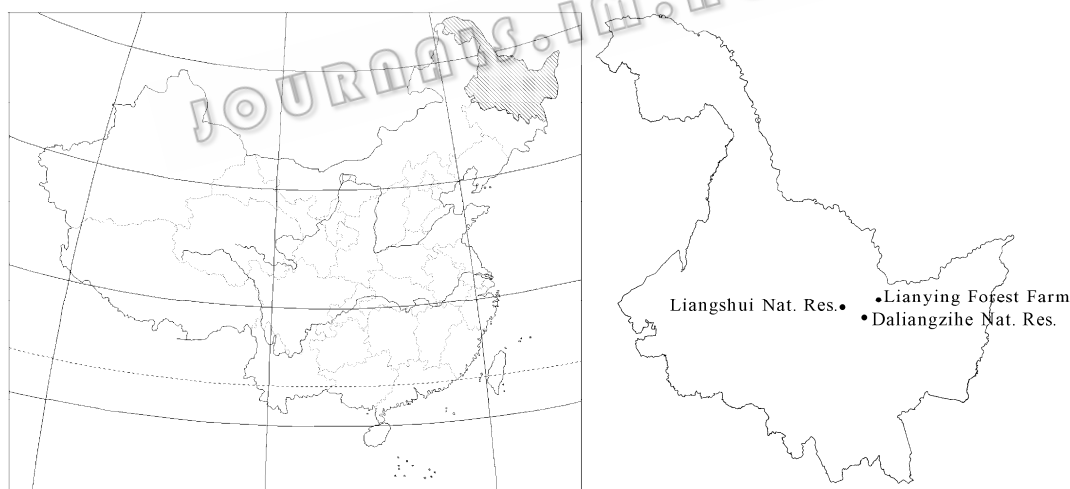 JOURNALS.IM.
Liangshui Nat. Res.
Lianying Forest Farm
Daliangzihe Nat. Res.